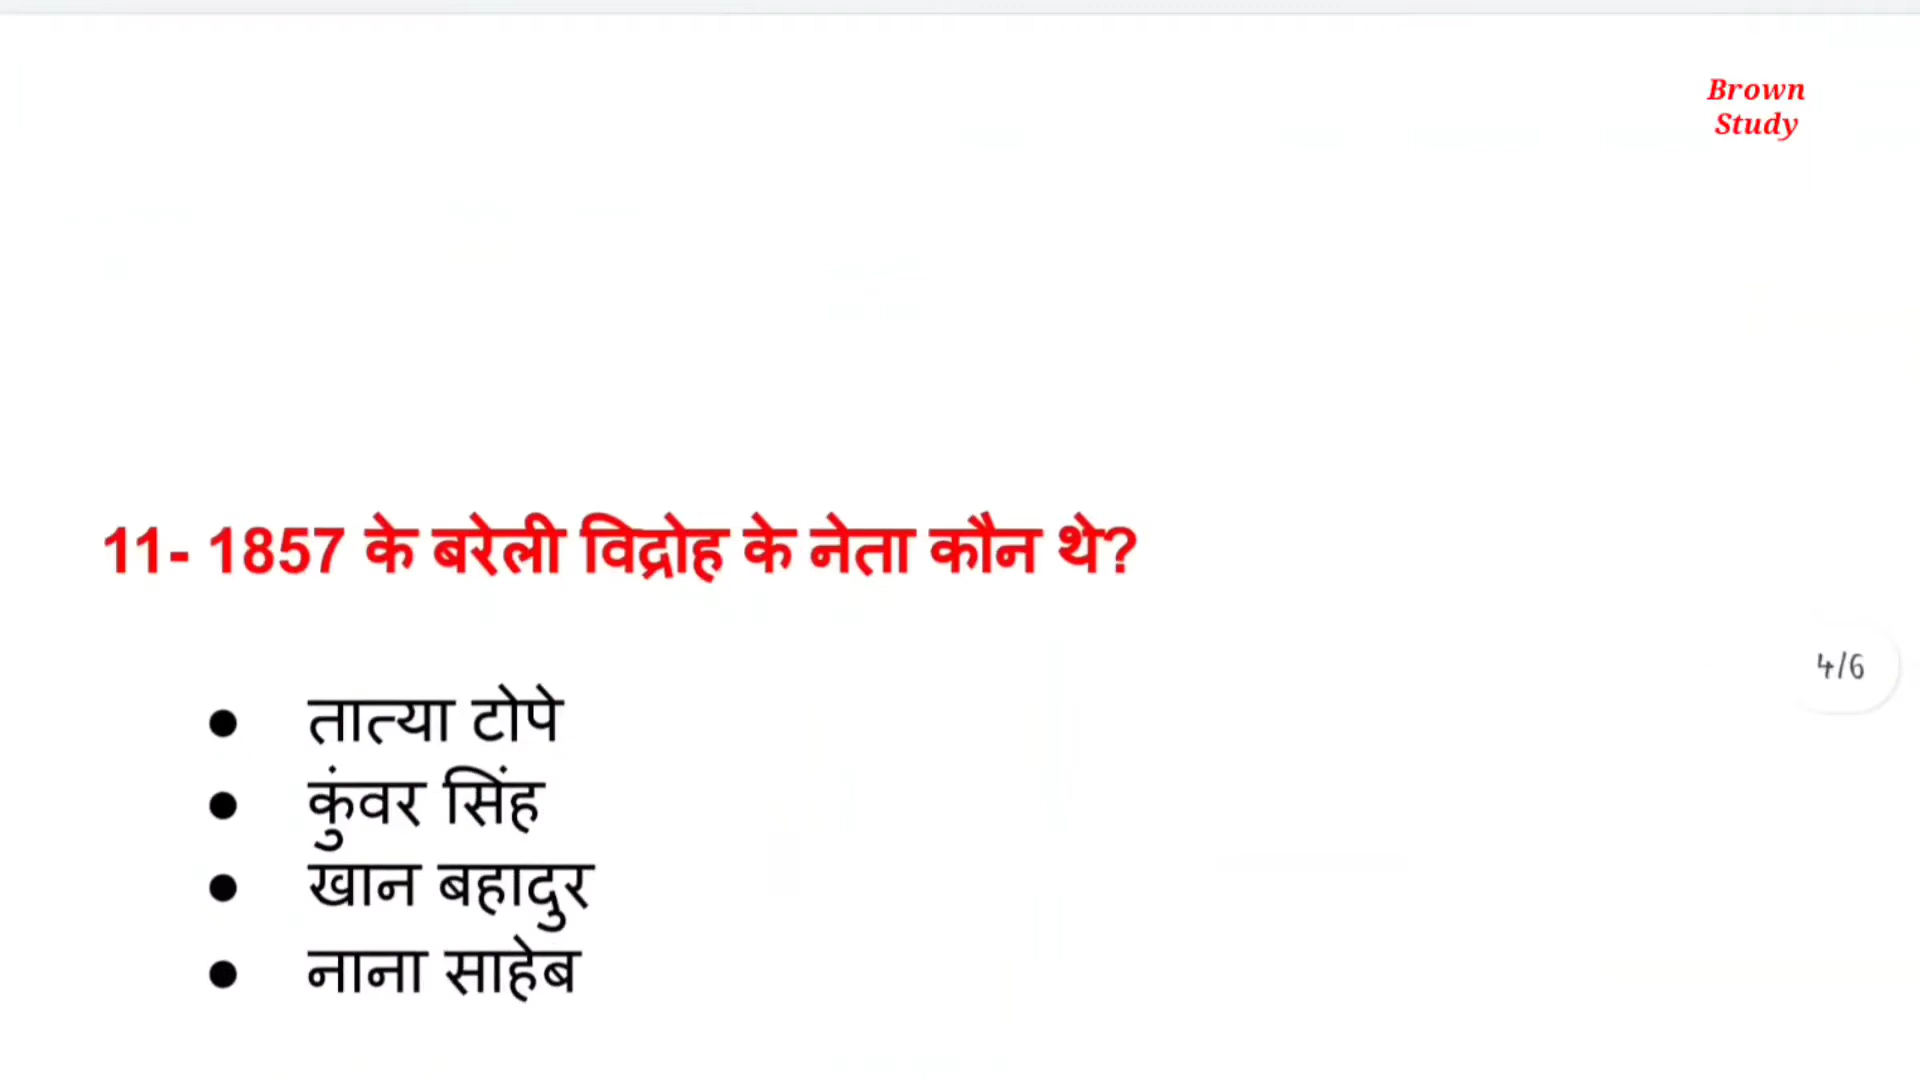 Brown
Study
11- 1857 के बरेली विद्रोह के नेता कौन थे?
4/6
● तात्या टोपे
● कुंवर सिंह
● खान बहादुर
● नाना साहेब